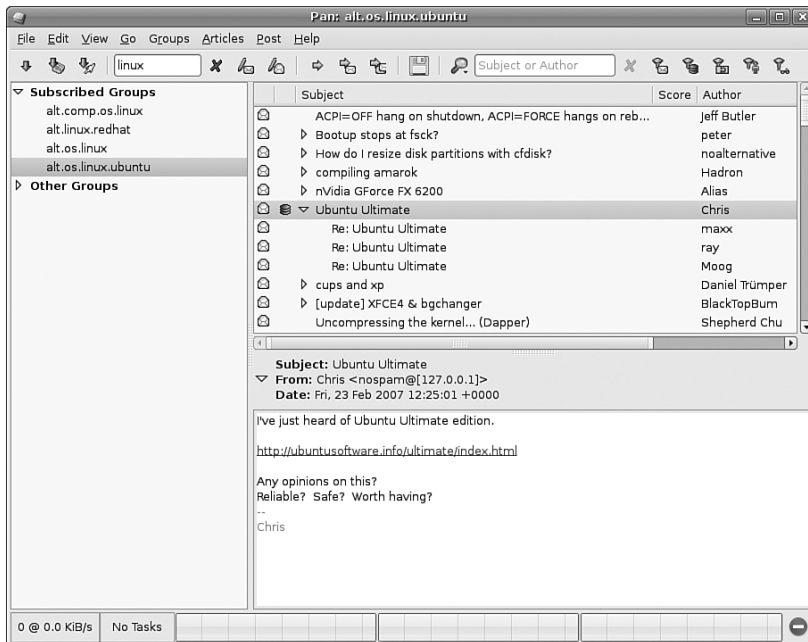 Pan: alt.os.linux.ubuntu
File Edit View Go Groups Articles Post Help
linux
Subject or Author
Subscribed Groups
alt.comp.os.linux
alt.linux.redhat
alt.os.linux
alt.os.linux.ubuntu
Other Groups
Subject Score Author
ACPI=OFF hang on shutdown, ACPI=FORCE hangs on reb... Jeff Butler
Bootup stops at fsck? peter
How do I resize disk partitions with cfdisk? noalternative
compiling amarok Hadron
nVidia GForce FX 6200 Alias
Ubuntu Ultimate Chris
Re: Ubuntu Ultimate maxx
Re: Ubuntu Ultimate ray
Re: Ubuntu Ultimate Moog
cups and xp Daniel Trümper
[update] XFCE4 & bgchanger BlackTopBum
Uncompressing the kernel... (Dapper) Shepherd Chu
Subject: Ubuntu Ultimate
From: Chris <nospam@[127.0.0.1]>
Date: Fri, 23 Feb 2007 12:25:01 +0000
I've just heard of Ubuntu Ultimate edition.
http://ubuntusoftware.info/ultimate/index.html
Any opinions on this?
Reliable? Safe? Worth having?
--
Chris
0 @ 0.0 KiB/s No Tasks